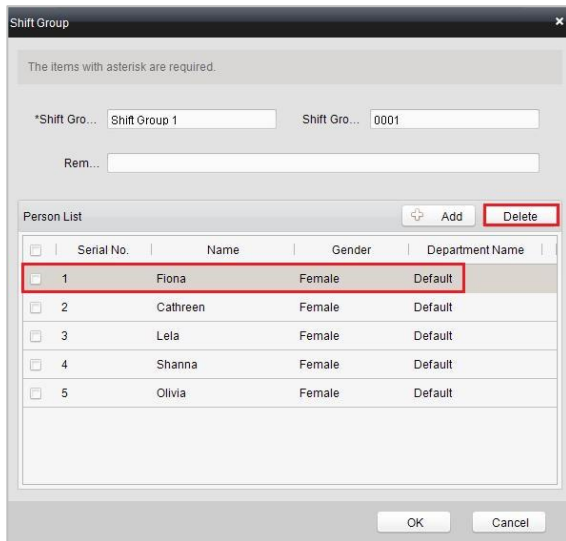 Shift Group
The items with asterisk are required.
*Shift Gro... Shift Group 1 Shift Gro... 0001
Rem...
Person List Add Delete
Serial No. Name Gender Department Name
1 Fiona Female Default
2 Cathreen Female Default
3 Lela Female Default
4 Shanna Female Default
5 Olivia Female Default
OK Cancel